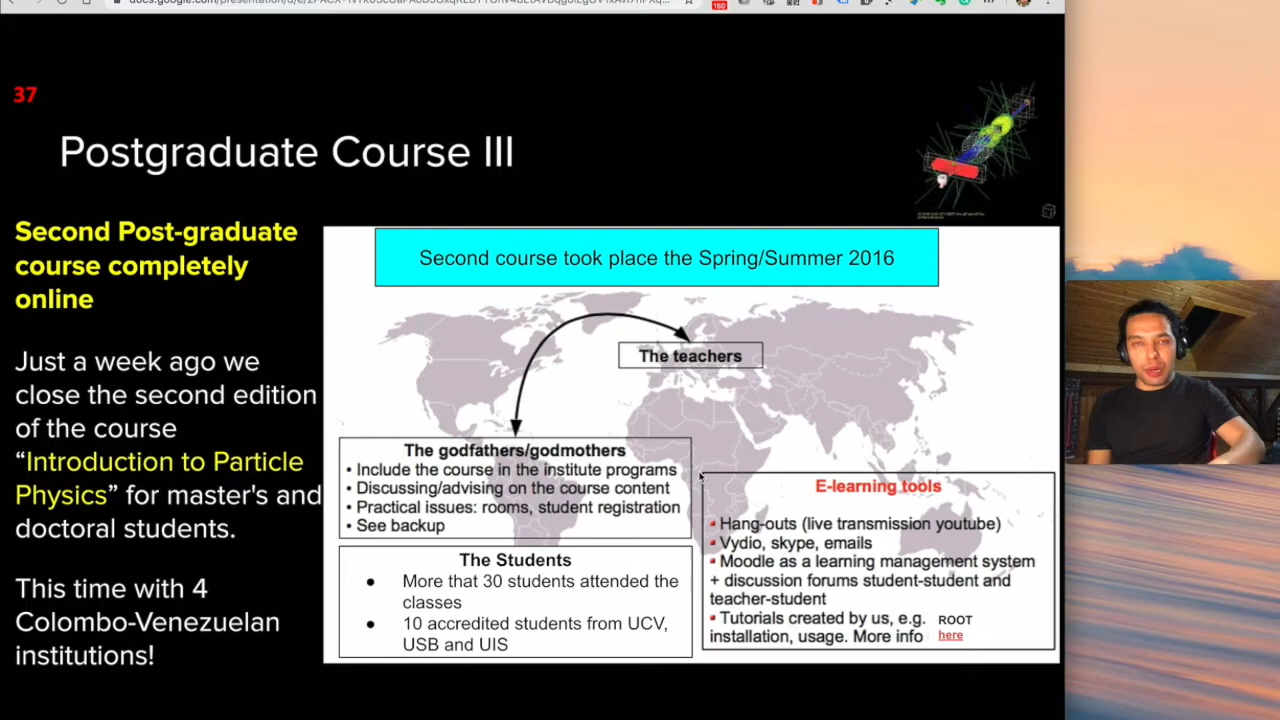 150
37
Postgraduate Course III
Second Post-graduate
course completely
online
Just a week ago we
close the second edition
of the course
“Introduction to Particle
Physics” for master's and
doctoral students.
This time with 4
Colombo-Venezuelan
institutions!
Second course took place the Spring/Summer 2016
The teachers
The godfathers/godmothers
• Include the course in the institute programs
• Discussing/advising on the course content
• Practical issues: rooms, student registration
• See backup
The Students
● More that 30 students attended the
classes
● 10 accredited students from UCV,
USB and UIS
E-learning tools
▪ Hang-outs (live transmission youtube)
▪ Vydio, skype, emails
▪ Moodle as a learning management system
+ discussion forums student-student and
teacher-student
▪ Tutorials created by us, e.g. ROOT
installation, usage. More info here